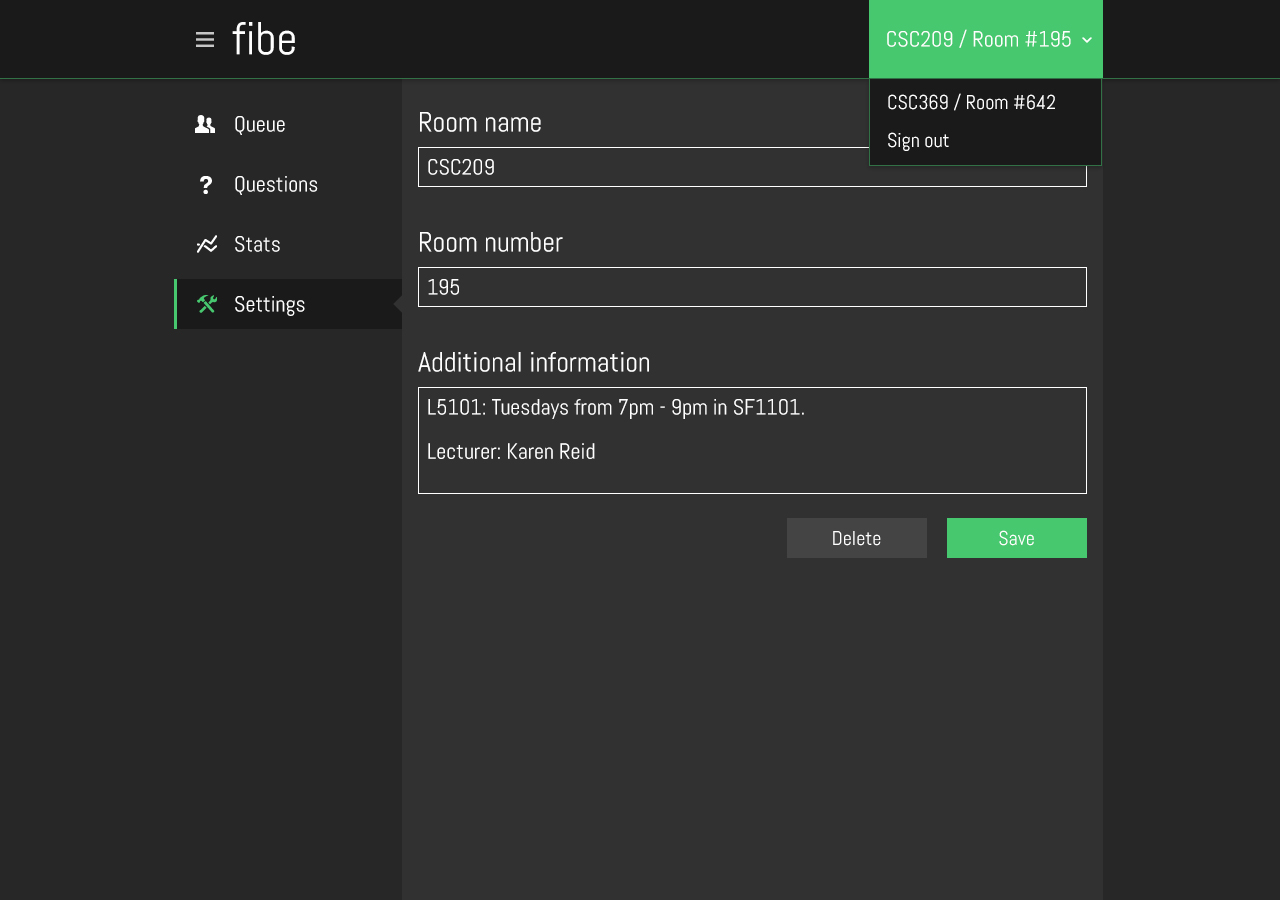 fibe
CSC209 / Room #195
CSC369 / Room #642
Sign out
Queue
Questions
Stats
Settings
Room name
CSC209
Room number
195
Additional information
L5101: Tuesdays from 7pm - 9pm in SF1101.
Lecturer: Karen Reid
Delete
Save